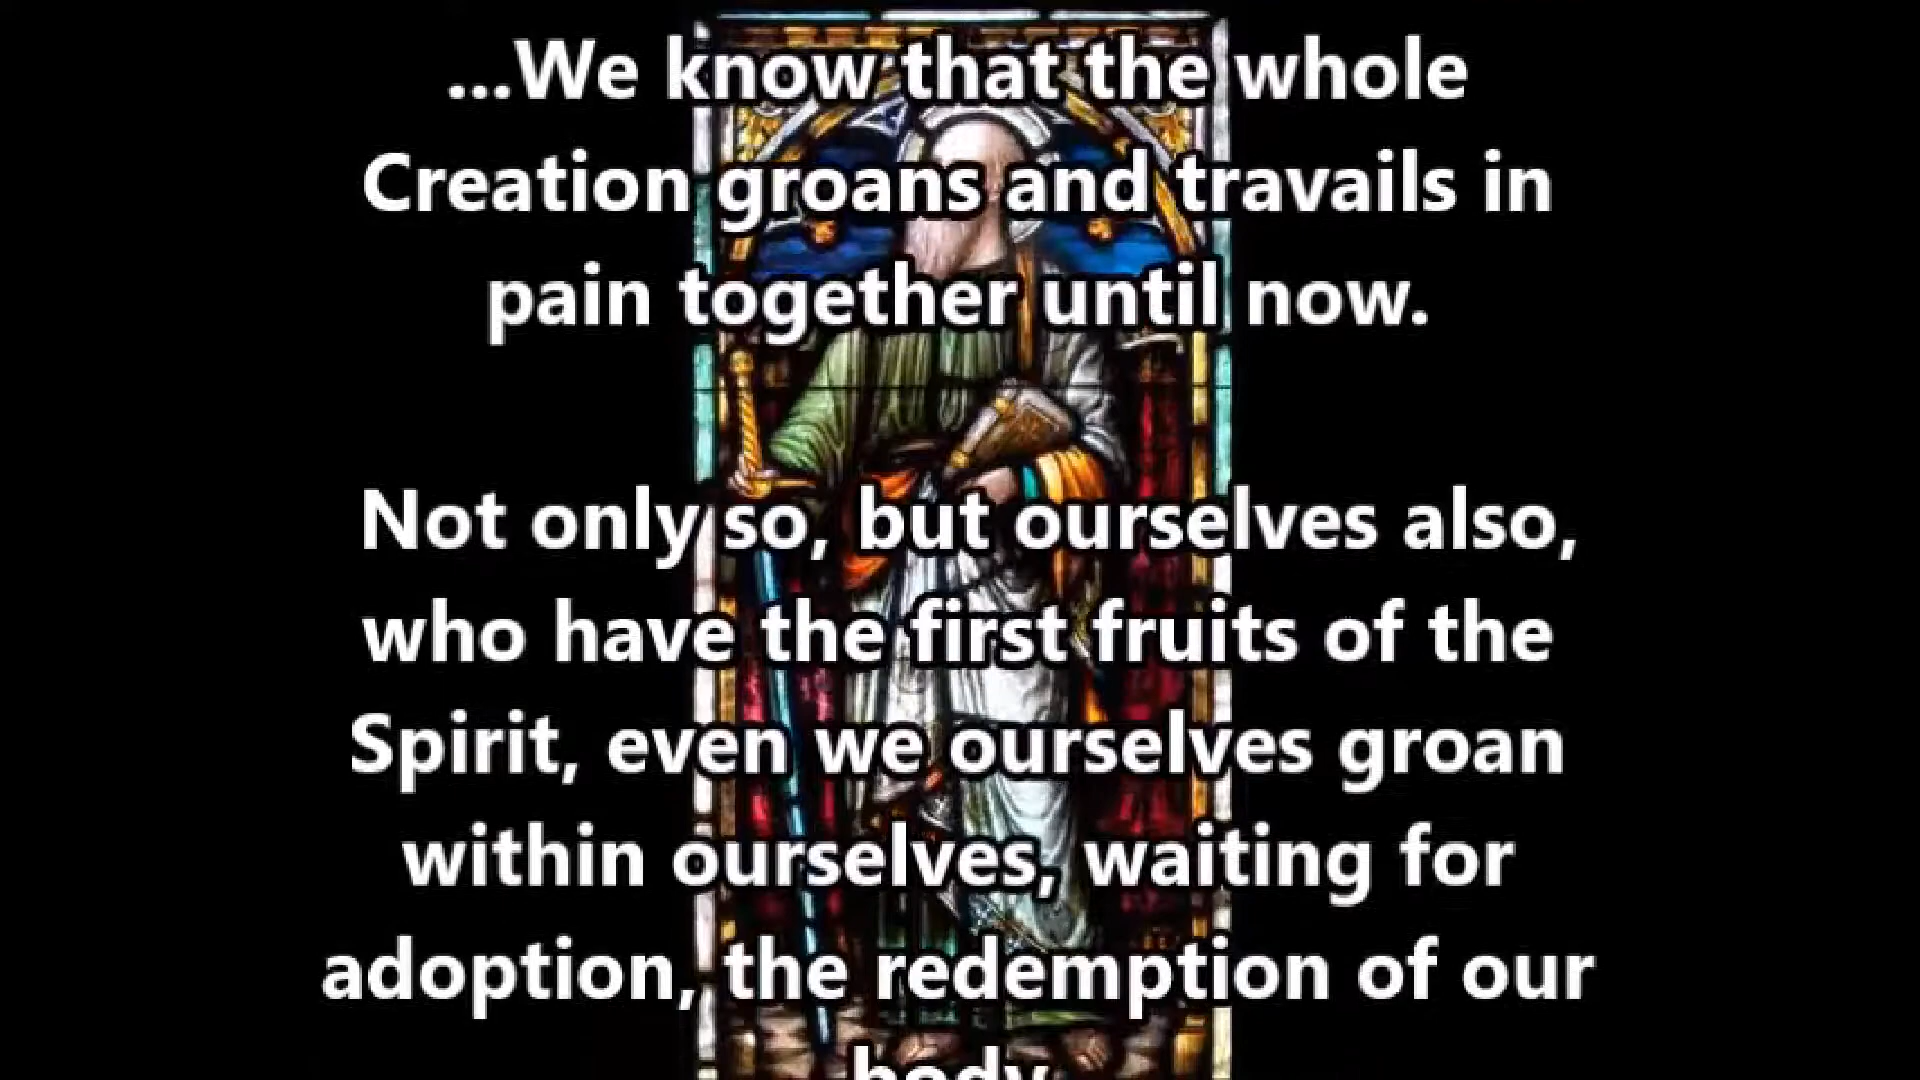 ...We know that the whole
Creation groans and travails in
pain together until now.
Not only so, but ourselves also,
who have the first fruits of the
Spirit, even we ourselves groan
within ourselves, waiting for
adoption, the redemption of our
body